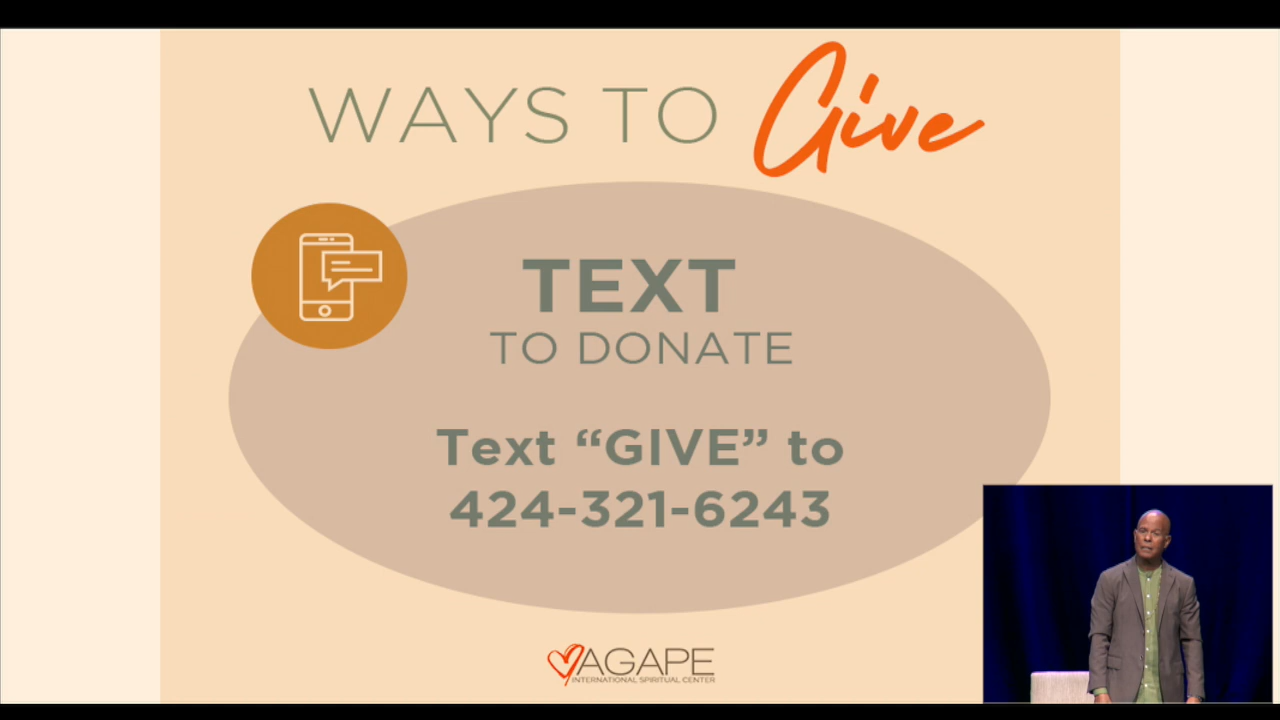 WAYS TO Give
TEXT
TO DONATE
Text “GIVE” to
424-321-6243
AGAPE
INTERNATIONAL SPIRITUAL CENTER